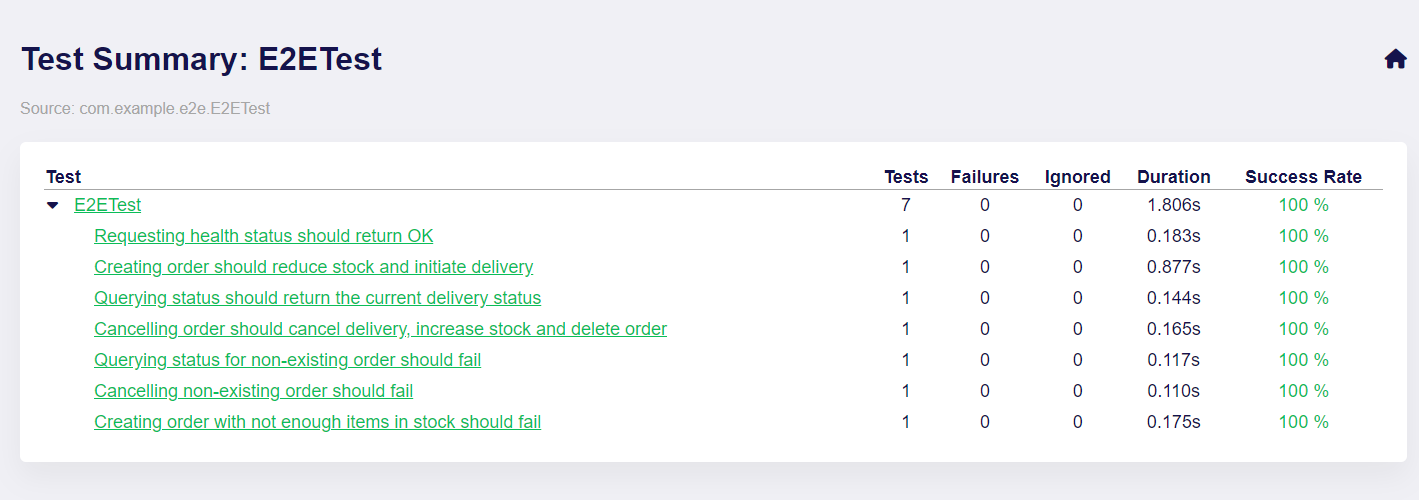 Test Summary: E2ETest
Source: com.example.e2e.E2ETest
Test Tests Failures Ignored Duration Success Rate
E2ETest 7 0 0 1.806s 100 %
Requesting health status should return OK 1 0 0 0.183s 100 %
Creating order should reduce stock and initiate delivery 1 0 0 0.877s 100 %
Querying status should return the current delivery status 1 0 0 0.144s 100 %
Cancelling order should cancel delivery, increase stock and delete order 1 0 0 0.165s 100 %
Querying status for non-existing order should fail 1 0 0 0.117s 100 %
Cancelling non-existing order should fail 1 0 0 0.110s 100 %
Creating order with not enough items in stock should fail 1 0 0 0.175s 100 %